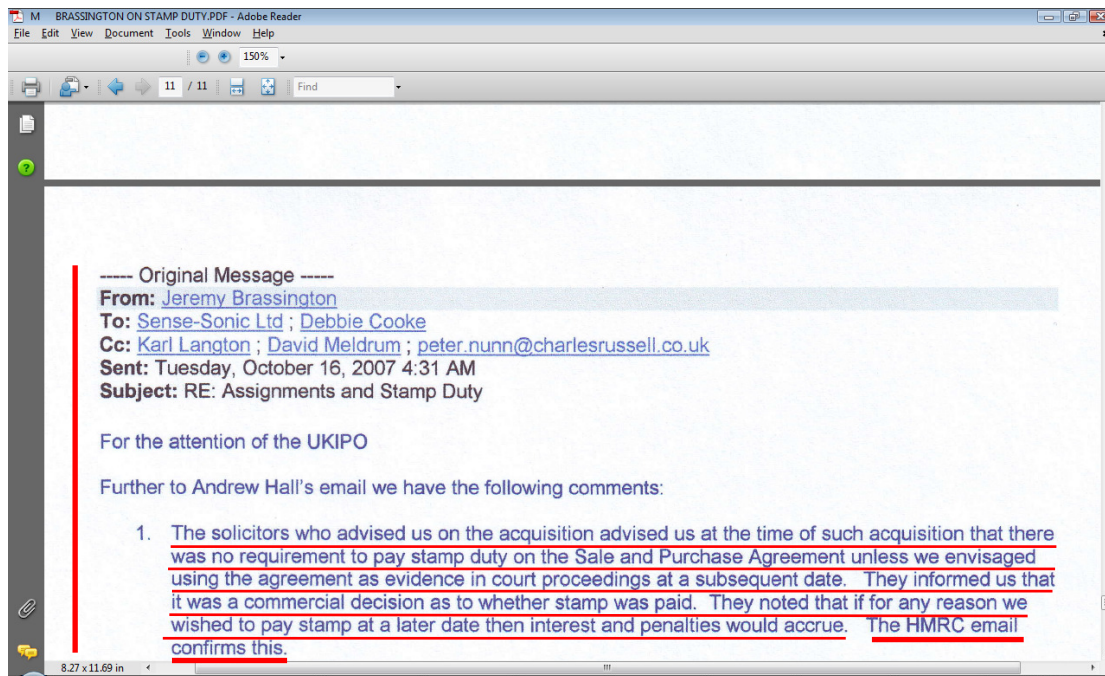 M BRASSINGTON ON STAMP DUTY.PDF - Adobe Reader
File Edit View Document Tools Window Help
150%
11 / 11 Find
----- Original Message -----
From: Jeremy Brassington
To: Sense-Sonic Ltd ; Debbie Cooke
Cc: Karl Langton ; David Meldrum ; peter.nunn@charlesrussell.co.uk
Sent: Tuesday, October 16, 2007 4:31 AM
Subject: RE: Assignments and Stamp Duty
For the attention of the UKIPO
Further to Andrew Hall's email we have the following comments:
1. The solicitors who advised us on the acquisition advised us at the time of such acquisition that there
was no requirement to pay stamp duty on the Sale and Purchase Agreement unless we envisaged
using the agreement as evidence in court proceedings at a subsequent date. They informed us that
it was a commercial decision as to whether stamp was paid. They noted that if for any reason we
wished to pay stamp at a later date then interest and penalties would accrue. The HMRC email
confirms this.
8.27 x 11.69 in